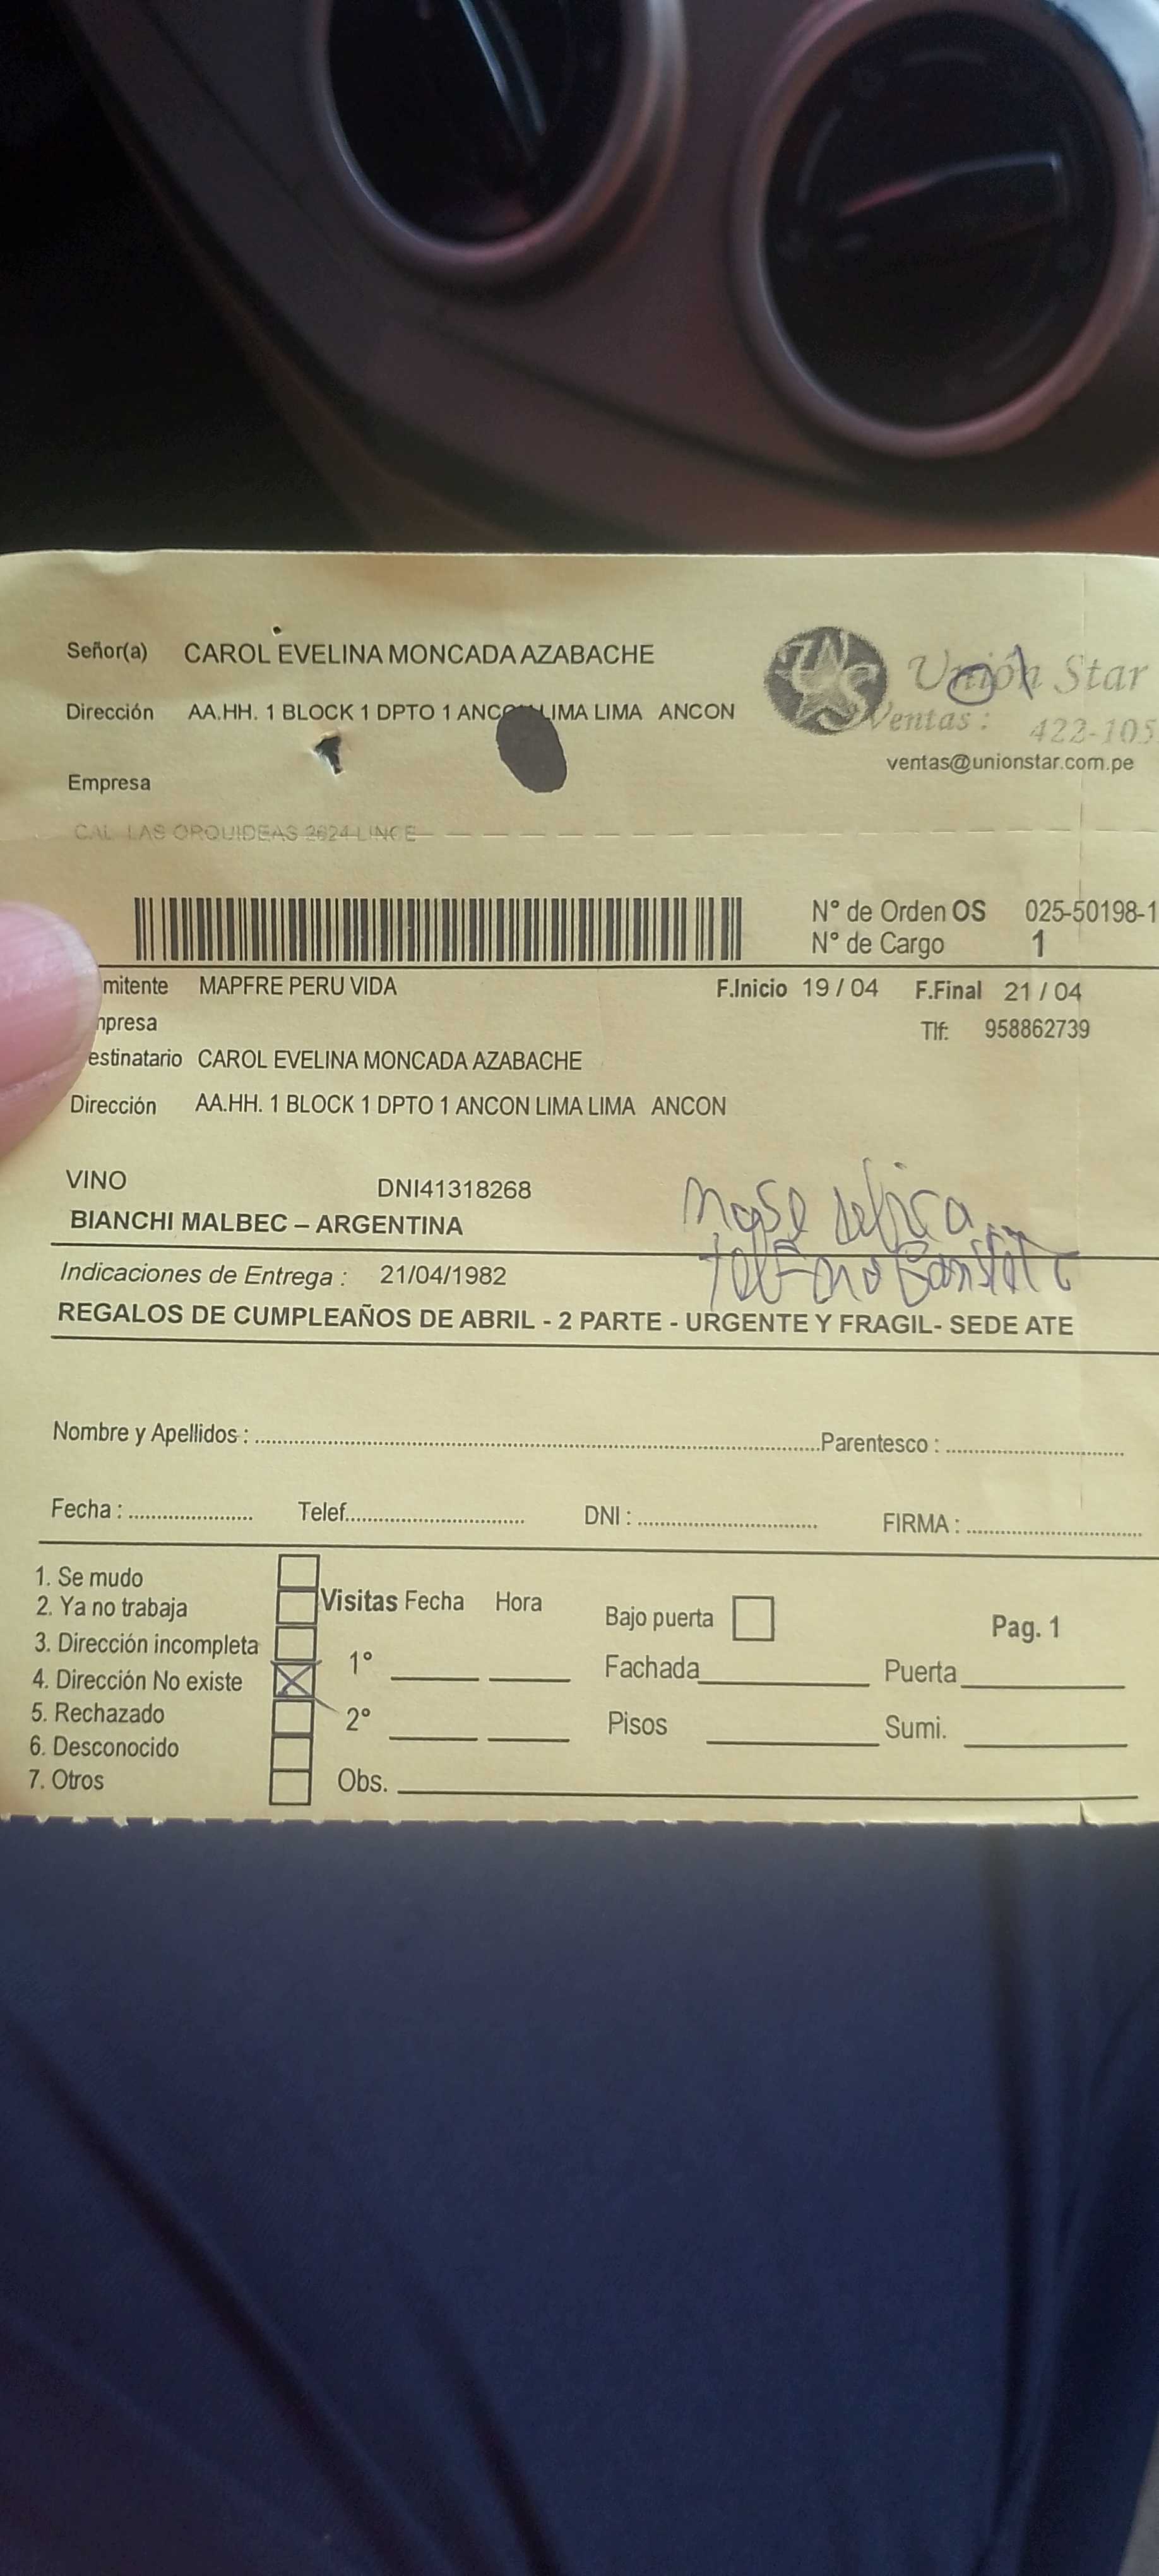 Señor(a) CAROL EVELINA MONCADA AZABACHE
Unión Star
Dirección AA.HH. 1 BLOCK 1 DPTO 1 LIMA LIMA ANCON
Ventas : 422-105
ventas@unionstar.com.pe
Empresa
CAL LAS ORQUIDEAS 2624 LINCE
N° de Orden OS 025-50198-1
N° de Cargo 1
mitente MAPFRE PERU VIDA
F.Inicio 19 / 04 F.Final 21 / 04
mpresa
Tlf: 958862739
estinatario CAROL EVELINA MONCADA AZABACHE
Dirección AA.HH. 1 BLOCK 1 DPTO 1 ANCON LIMA LIMA ANCON
VINO DNI41318268
BIANCHI MALBEC – ARGENTINA
Indicaciones de Entrega : 21/04/1982
REGALOS DE CUMPLEAÑOS DE ABRIL - 2 PARTE - URGENTE Y FRAGIL- SEDE ATE
Nombre y Apellidos : Parentesco :
Fecha : Telef. DNI : FIRMA :
1. Se mudo
2. Ya no trabaja
3. Dirección incompleta
4. Dirección No existe
5. Rechazado
6. Desconocido
7. Otros
Visitas Fecha Hora
1°
2°
Obs.
Bajo puerta
Pag. 1
Fachada Puerta
Pisos Sumi.